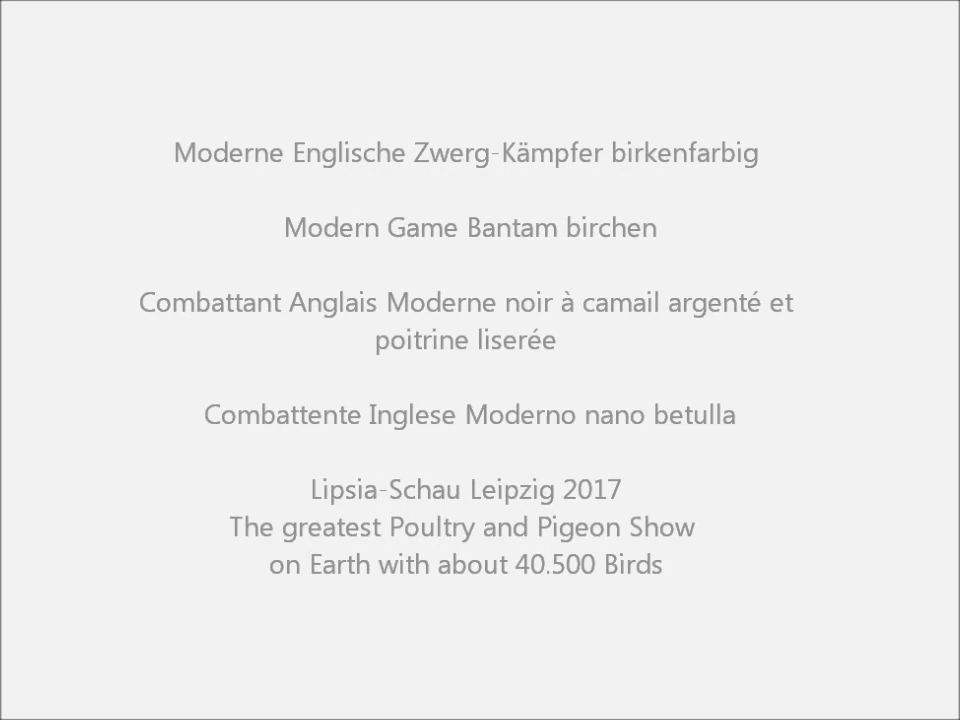 Moderne Englische Zwerg-Kämpfer birkenfarbig
Modern Game Bantam birchen
Combattant Anglais Moderne noir à camail argenté et
poitrine liserée
Combattente Inglese Moderno nano betulla
Lipsia-Schau Leipzig 2017
The greatest Poultry and Pigeon Show
on Earth with about 40.500 Birds